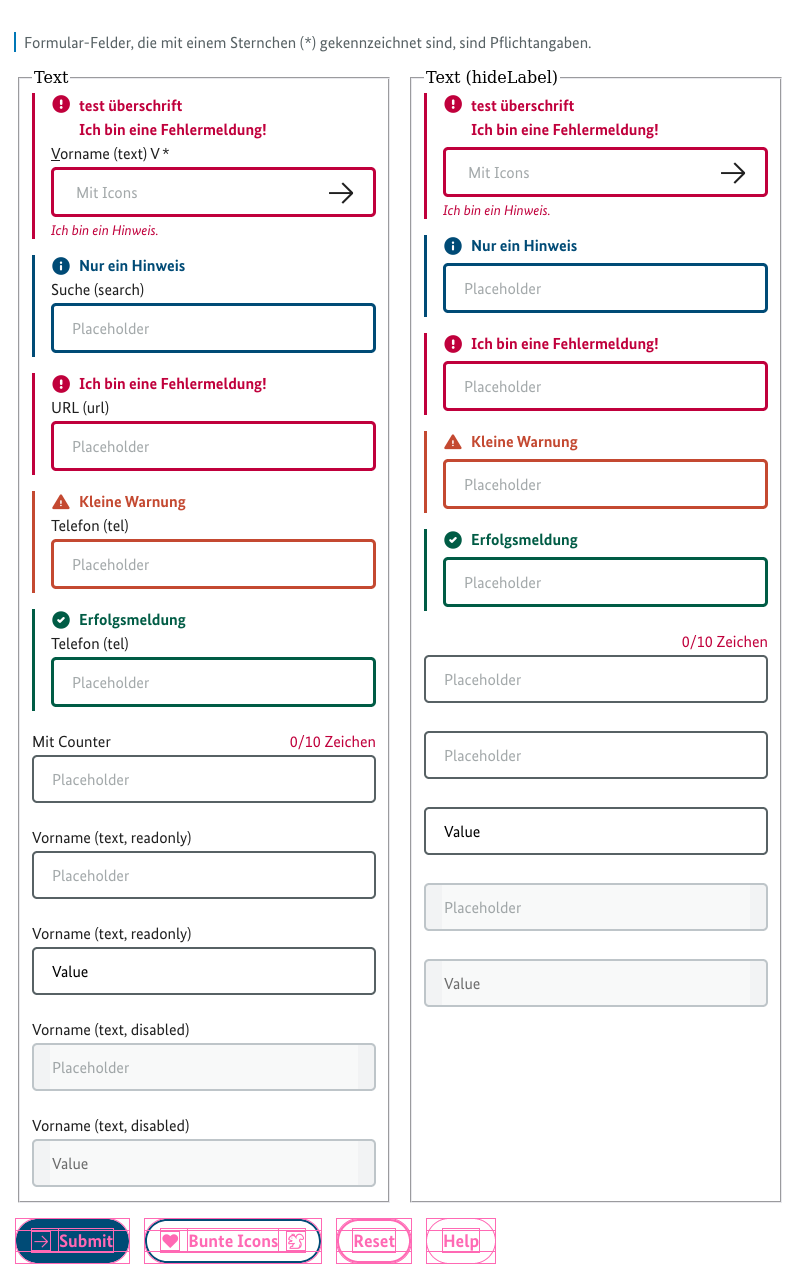 Formular-Felder, die mit einem Sternchen (*) gekennzeichnet sind, sind Pflichtangaben.
Text
test überschrift
Ich bin eine Fehlermeldung!
Vorname (text) V *
Mit Icons
Ich bin ein Hinweis.
Nur ein Hinweis
Suche (search)
Placeholder
Ich bin eine Fehlermeldung!
URL (url)
Placeholder
Kleine Warnung
Telefon (tel)
Placeholder
Erfolgsmeldung
Telefon (tel)
Placeholder
Mit Counter 0/10 Zeichen
Placeholder
Vorname (text, readonly)
Placeholder
Vorname (text, readonly)
Value
Vorname (text, disabled)
Placeholder
Vorname (text, disabled)
Value
Text (hideLabel)
test überschrift
Ich bin eine Fehlermeldung!
Mit Icons
Ich bin ein Hinweis.
Nur ein Hinweis
Placeholder
Ich bin eine Fehlermeldung!
Placeholder
Kleine Warnung
Placeholder
Erfolgsmeldung
Placeholder
0/10 Zeichen
Placeholder
Placeholder
Value
Placeholder
Value
Submit Bunte Icons Reset Help